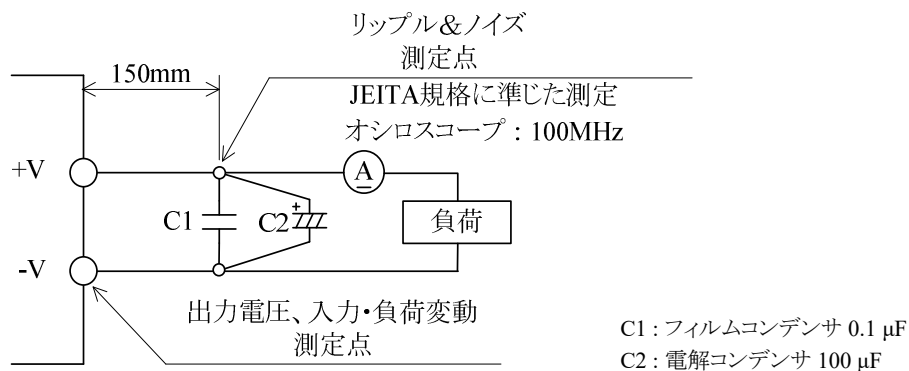 リップル&ノイズ
測定点
150mm
JEITA規格に準じた測定
オシロスコープ : 100MHz
+V
A
C1
+
C2
負荷
-V
出力電圧、入力・負荷変動
測定点
C1 : フィルムコンデンサ 0.1 μF
C2 : 電解コンデンサ 100 μF